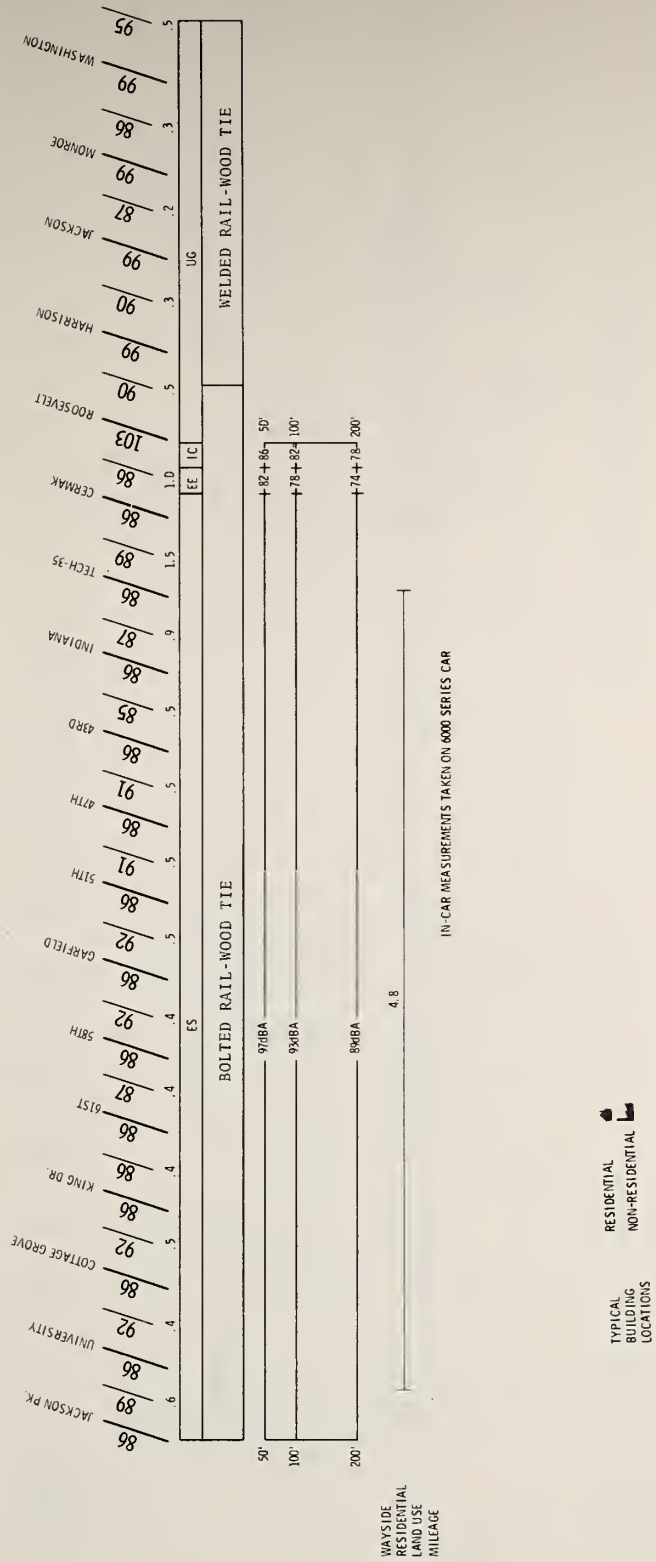 JACKSON PK. UNIVERSITY COTTAGE GROVE KING DR. 61ST 58TH GARFIELD 51TH 47TH 43RD INDIANA TECH-35 CERMAK ROOSEVELT HARRISON JACKSON MONROE WASHINGTON
86 89 86 92 86 92 86 86 86 87 86 92 86 92 86 91 86 91 86 85 86 87 86 89 86 86 103 90 99 90 99 87 99 86 99 95
.6 .4 .5 .4 .4 .4 .5 .5 .5 .5 .9 1.5 1.0 .5 .3 .2 .3 .5
ES EE IC UG
BOLTED RAIL-WOOD TIE WELDED RAIL-WOOD TIE
50' 97dBA 82 86 50'
100' 93dBA 78 82 100'
200' 89dBA 74 78 200'
WAYSIDE
RESIDENTIAL
LAND USE
MILEAGE
4.8
IN-CAR MEASUREMENTS TAKEN ON 6000 SERIES CAR
TYPICAL
BUILDING
LOCATIONS
RESIDENTIAL
NON-RESIDENTIAL